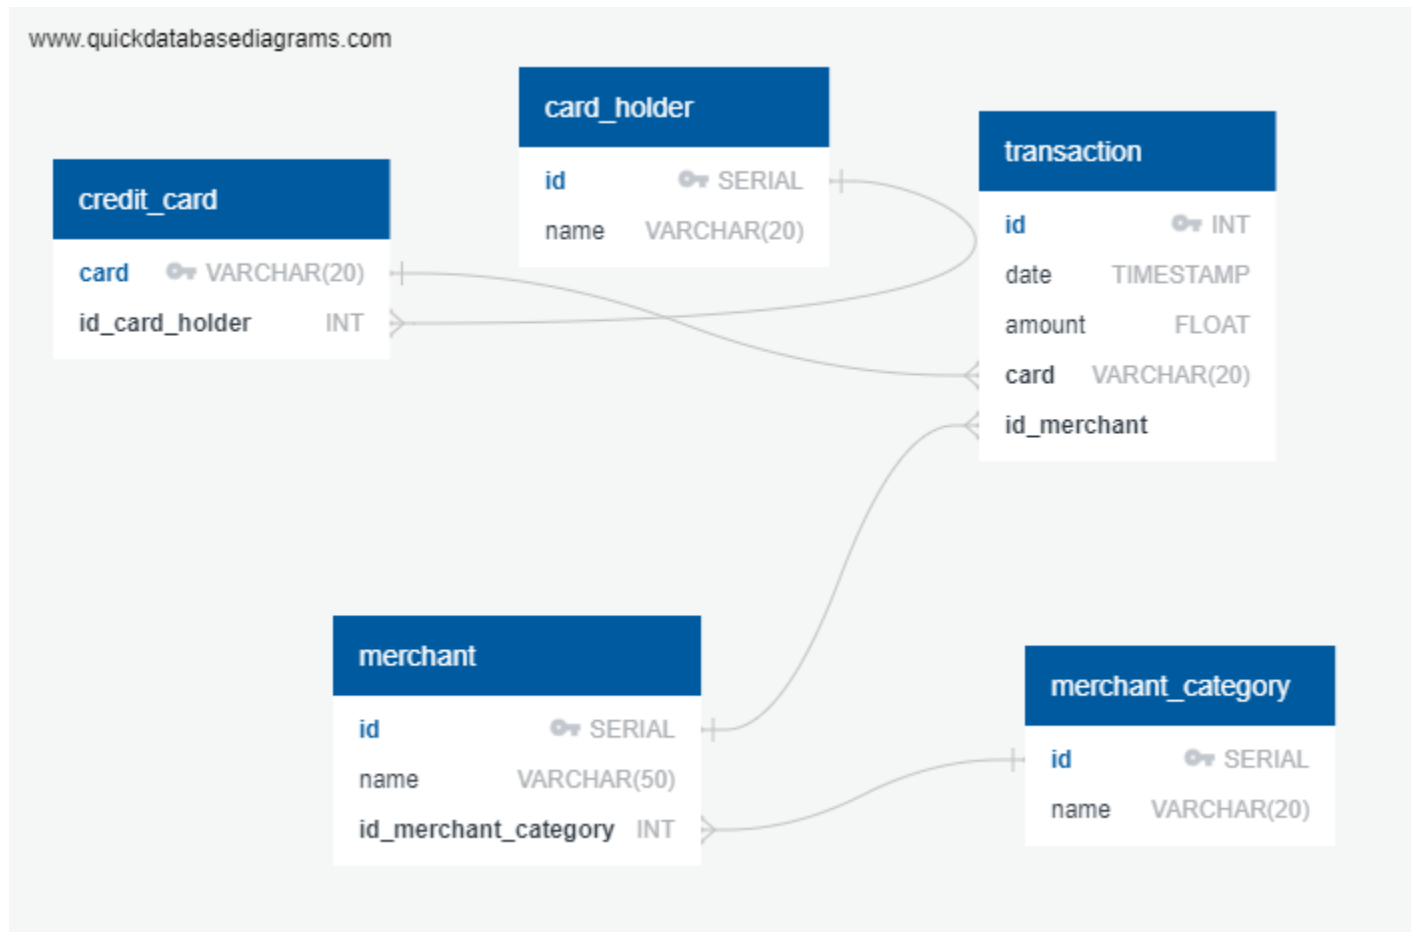 www.quickdatabasediagrams.com
card_holder
id SERIAL
name VARCHAR(20)
transaction
id INT
date TIMESTAMP
amount FLOAT
card VARCHAR(20)
id_merchant
credit_card
card VARCHAR(20)
id_card_holder INT
merchant
id SERIAL
name VARCHAR(50)
id_merchant_category INT
merchant_category
id SERIAL
name VARCHAR(20)